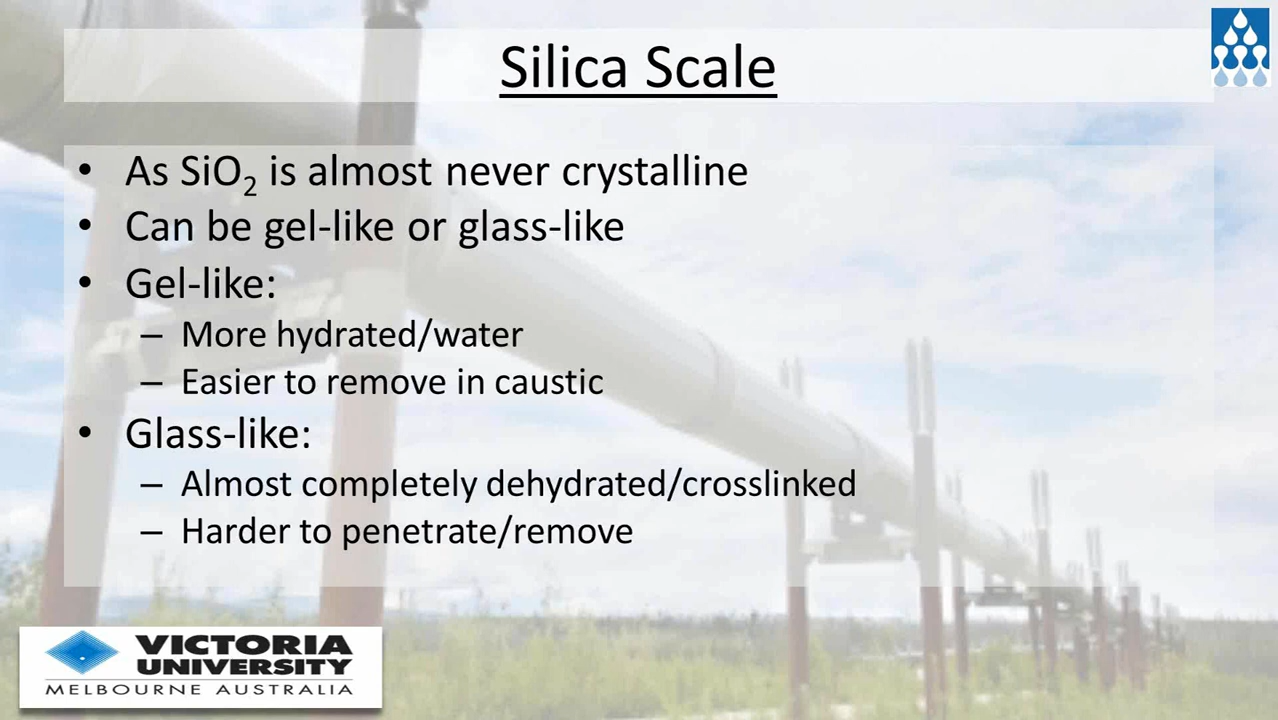 Silica Scale
• As SiO₂ is almost never crystalline
• Can be gel-like or glass-like
• Gel-like:
– More hydrated/water
– Easier to remove in caustic
• Glass-like:
– Almost completely dehydrated/crosslinked
– Harder to penetrate/remove
VICTORIA
UNIVERSITY
MELBOURNE AUSTRALIA